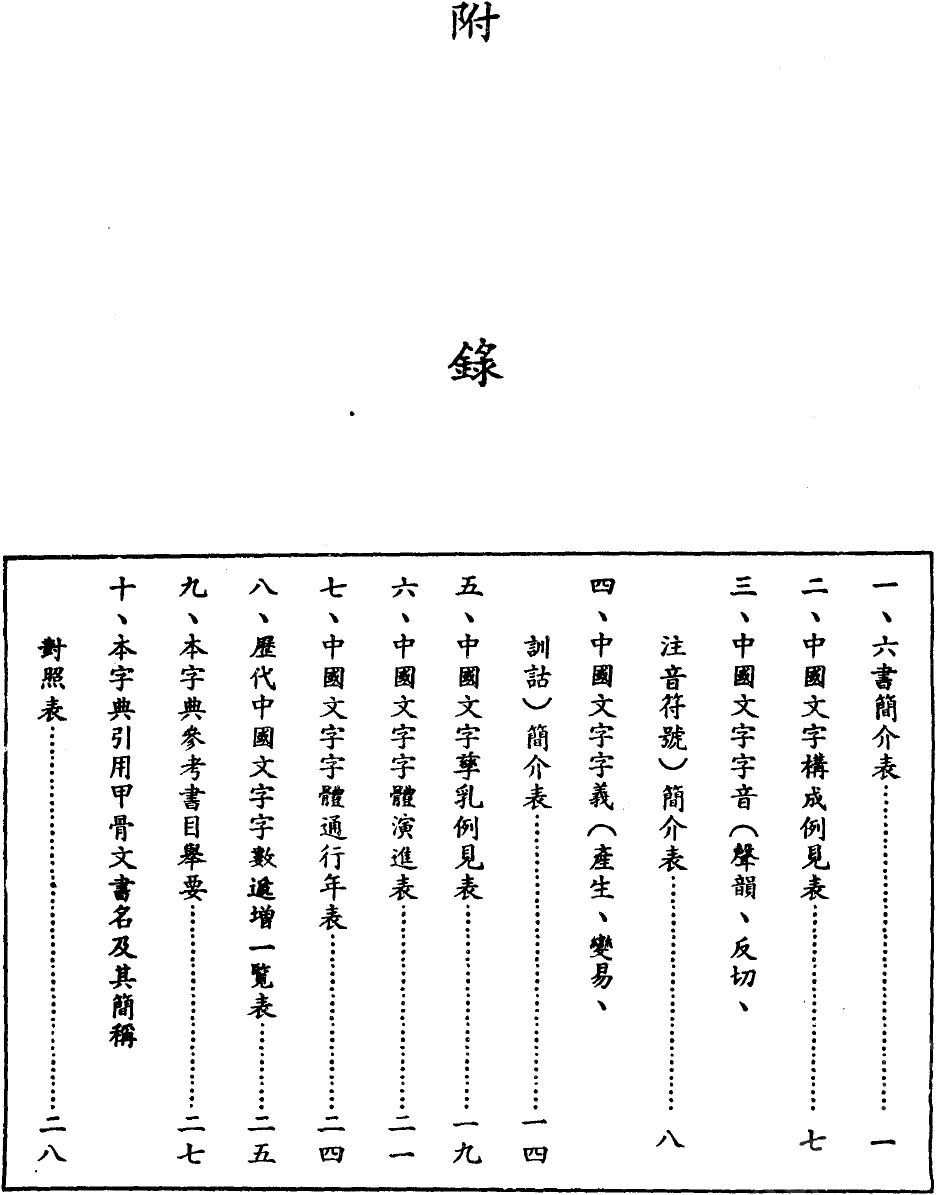 附
錄
一、六書簡介表……………………一
二、中國文字構成例見表……………………七
三、中國文字字音（聲韻、反切、
注音符號）簡介表……………………八
四、中國文字字義（產生、變易、
訓詁）簡介表……………………一四
五、中國文字孳乳例見表……………………一九
六、中國文字字體演進表……………………二一
七、中國文字字體通行年表……………………二四
八、歷代中國文字字數遞增一覽表……………………二五
九、本字典參考書目舉要……………………二七
十、本字典引用甲骨文書名及其簡稱
對照表……………………二八